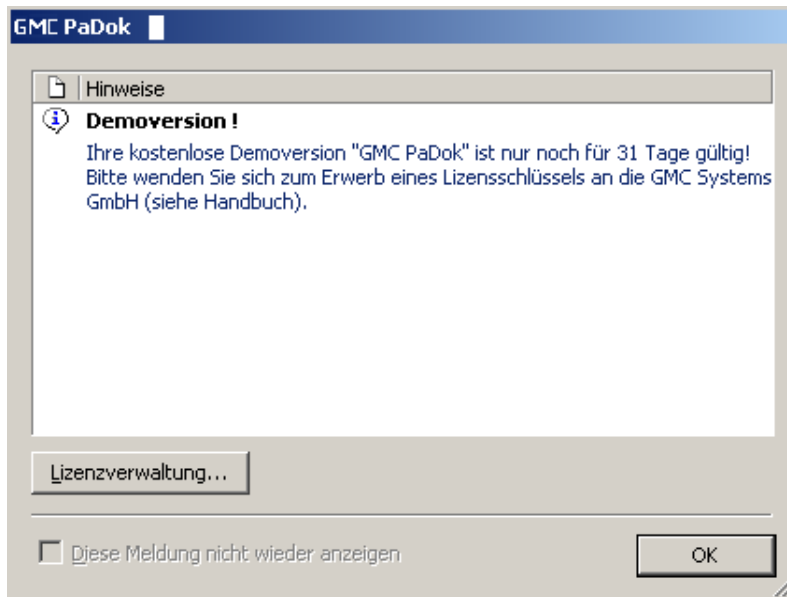 GMC PaDok
Hinweise
Demoversion !
Ihre kostenlose Demoversion "GMC PaDok" ist nur noch für 31 Tage gültig!
Bitte wenden Sie sich zum Erwerb eines Lizensschlüssels an die GMC Systems
GmbH (siehe Handbuch).
Lizenzverwaltung...
Diese Meldung nicht wieder anzeigen
OK